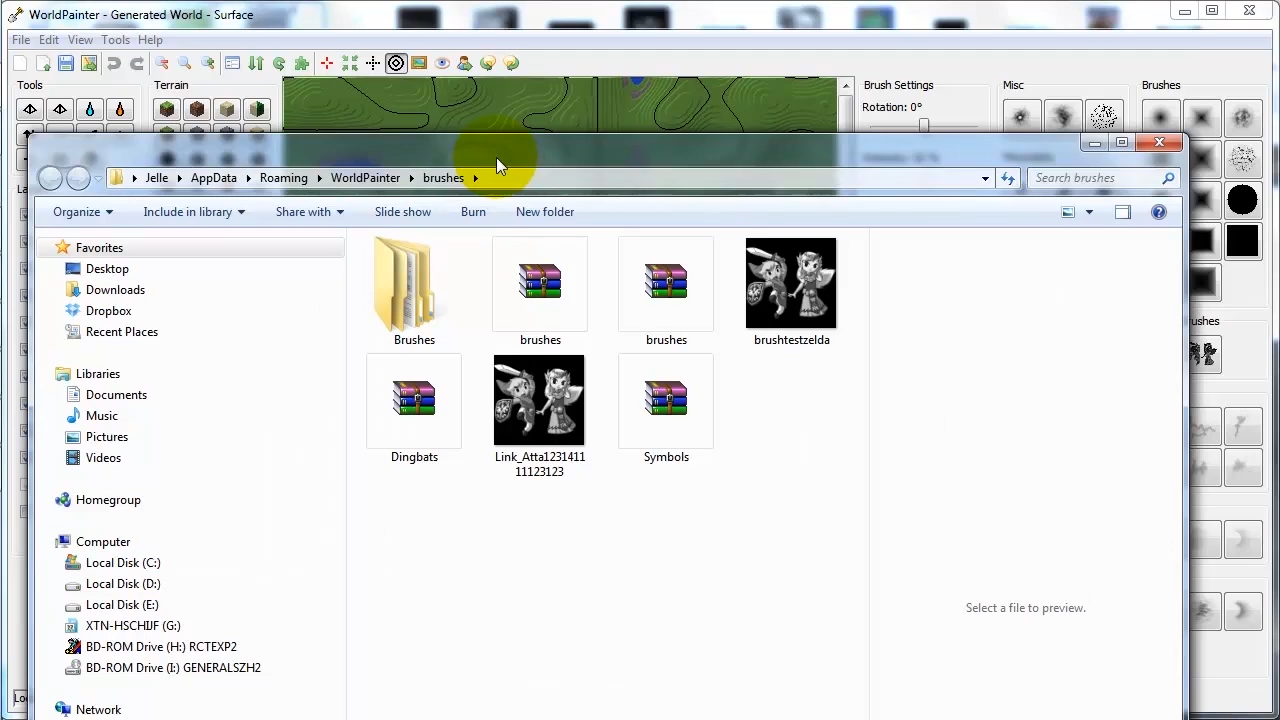 WorldPainter - Generated World - Surface
File Edit View Tools Help
Tools
Terrain
Brush Settings
Misc
Brushes
Rotation: 0°
Jelle
AppData
Roaming
WorldPainter
brushes
Search brushes
Organize
Include in library
Share with
Slide show
Burn
New folder
Favorites
Desktop
Downloads
Dropbox
Recent Places
Libraries
Documents
Music
Pictures
Videos
Homegroup
Computer
Local Disk (C:)
Local Disk (D:)
Local Disk (E:)
XTN-HSCHIJF (G:)
BD-ROM Drive (H:) RCTEXP2
BD-ROM Drive (I:) GENERALSZH2
Network
Brushes
brushes
brushes
brushtestzelda
Dingbats
Link_Atta1231411
11123123
Symbols
Select a file to preview.